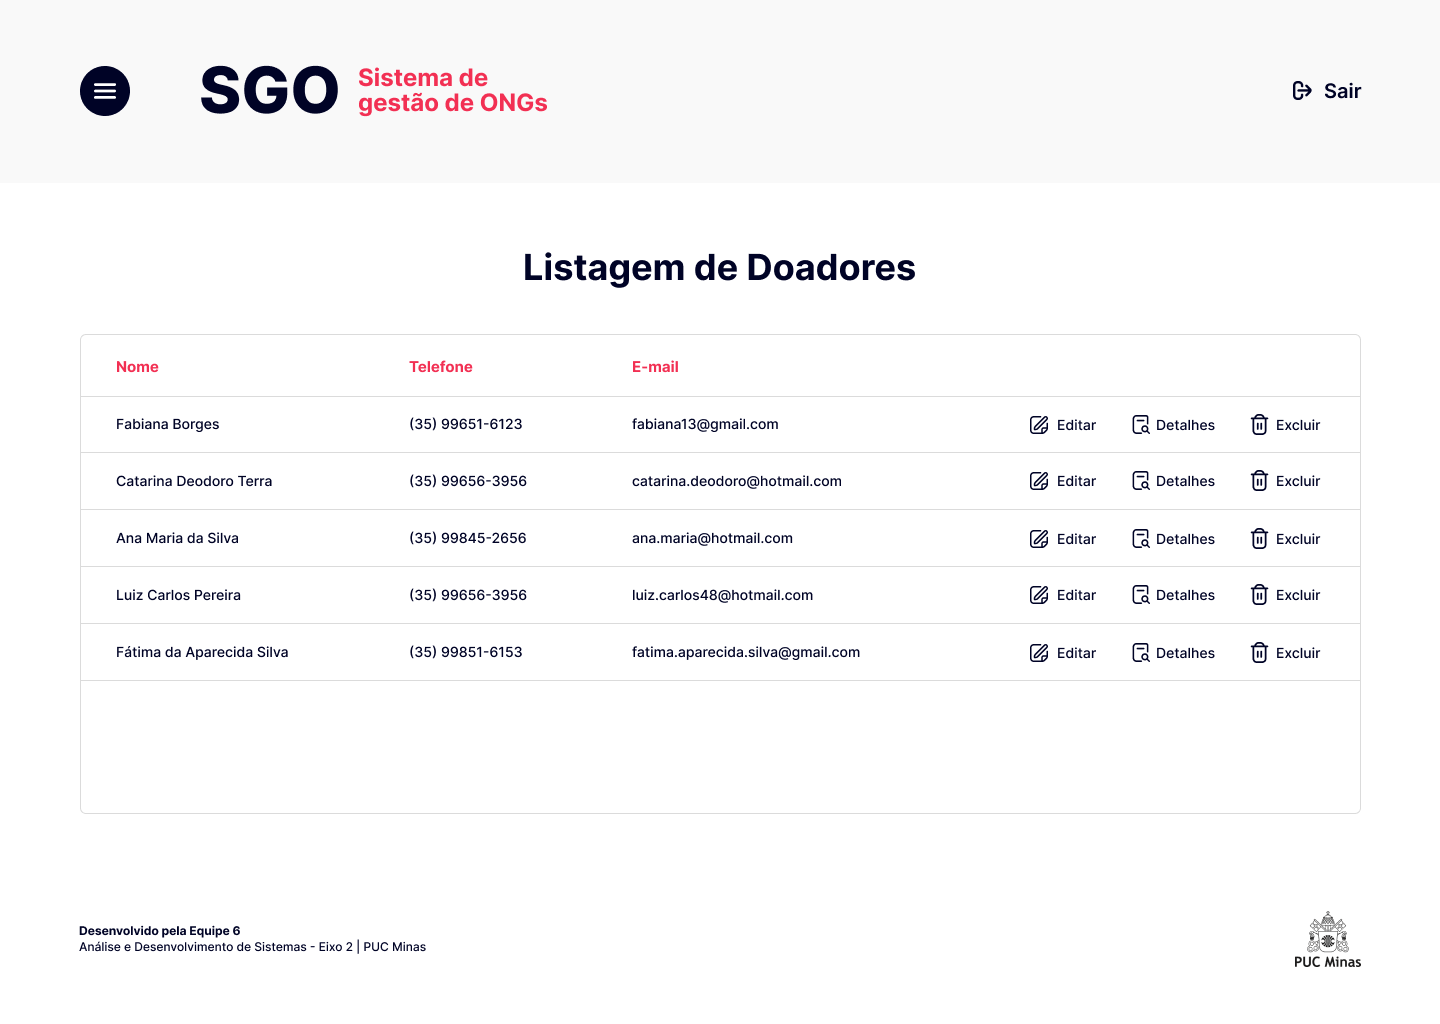 SGO Sistema de
gestão de ONGs
Sair
Listagem de Doadores
Nome Telefone E-mail
Fabiana Borges (35) 99651-6123 fabiana13@gmail.com Editar Detalhes Excluir
Catarina Deodoro Terra (35) 99656-3956 catarina.deodoro@hotmail.com Editar Detalhes Excluir
Ana Maria da Silva (35) 99845-2656 ana.maria@hotmail.com Editar Detalhes Excluir
Luiz Carlos Pereira (35) 99656-3956 luiz.carlos48@hotmail.com Editar Detalhes Excluir
Fátima da Aparecida Silva (35) 99851-6153 fatima.aparecida.silva@gmail.com Editar Detalhes Excluir
Desenvolvido pela Equipe 6
Análise e Desenvolvimento de Sistemas - Eixo 2 | PUC Minas
PUC Minas